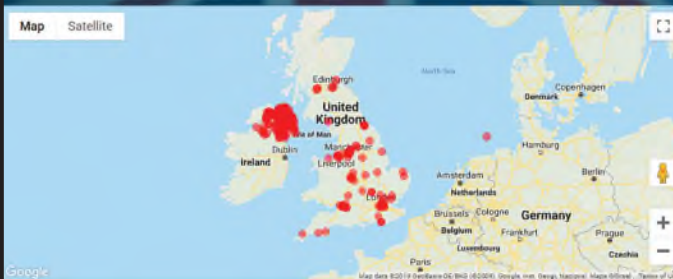 Map Satellite
North Sea
Edinburgh
Copenhagen
Denmark
United
Kingdom
Isle of Man
Hamburg
Dublin
Manchester
Ireland
Liverpool
Berlin
Amsterdam
London
Netherlands
Brussels Cologne
Germany
Belgium
Frankfurt
Prague
Luxembourg
Czechia
Paris
Google